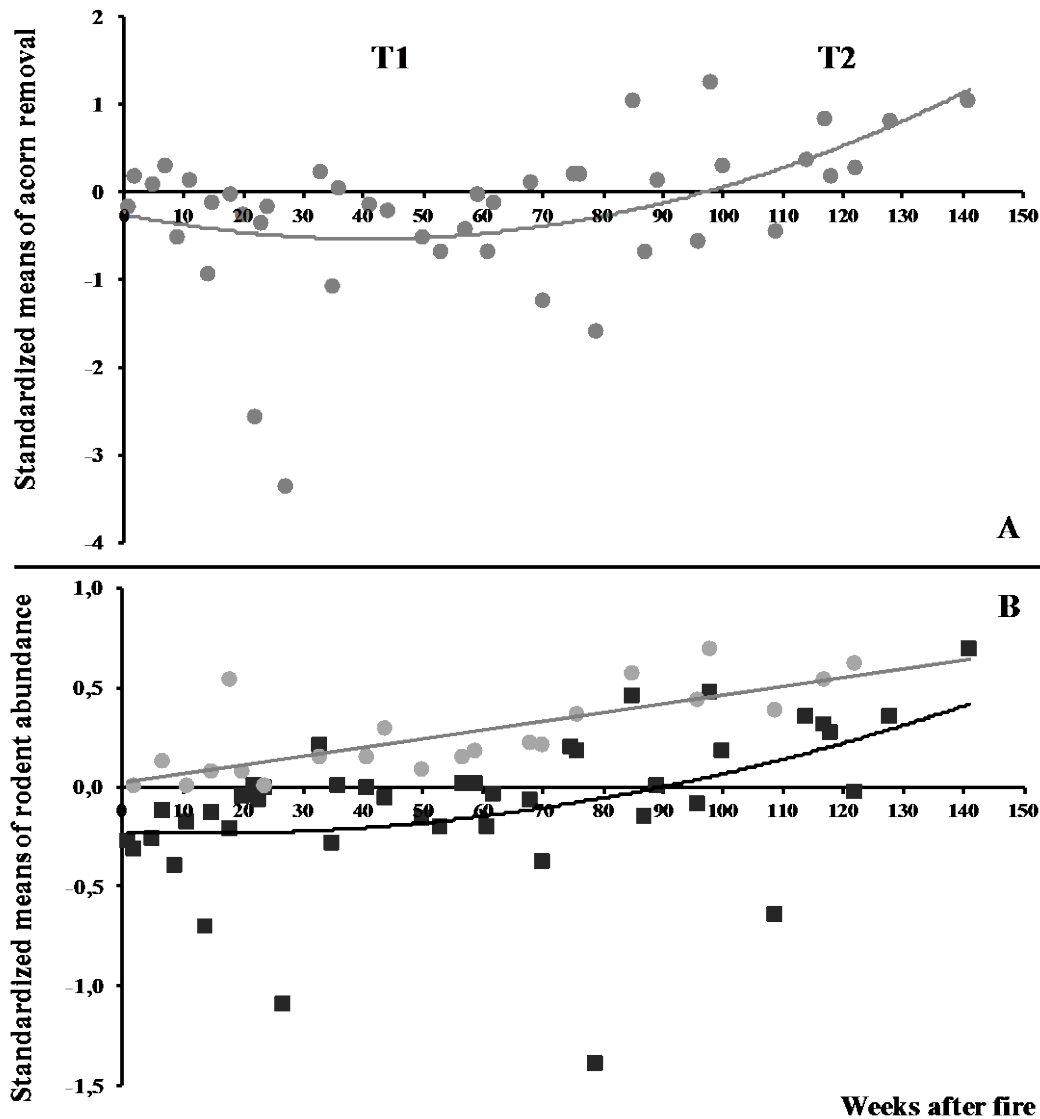 2
T1
T2
1
Standardized means of acorn removal
0
0 10 20 30 40 50 60 70 80 90 100 110 120 130 140 150
-1
-2
-3
A
-4
1,0
B
0,5
Standardized means of rodent abundance
0,0
0 10 20 30 40 50 60 70 80 90 100 110 120 130 140 150
-0,5
-1,0
-1,5
Weeks after fire